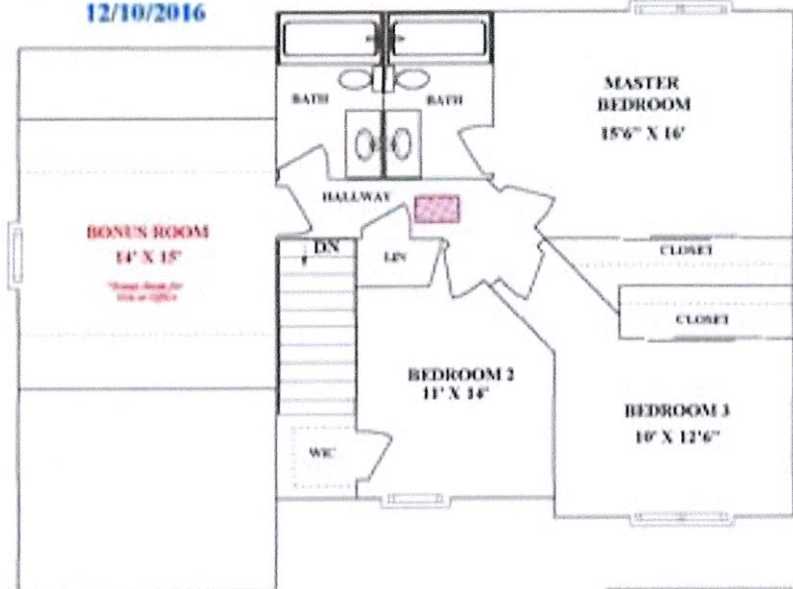 12/10/2016
BATH
BATH
MASTER
BEDROOM
15'6" X 16'
HALLWAY
BONUS ROOM
14' X 15'
DN
LIN
CLOSET
CLOSET
BEDROOM 2
11' X 14'
BEDROOM 3
10' X 12'6"
WIC